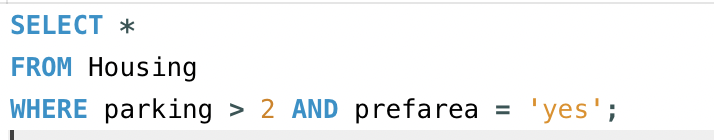 SELECT *
FROM Housing
WHERE parking > 2 AND prefarea = 'yes';